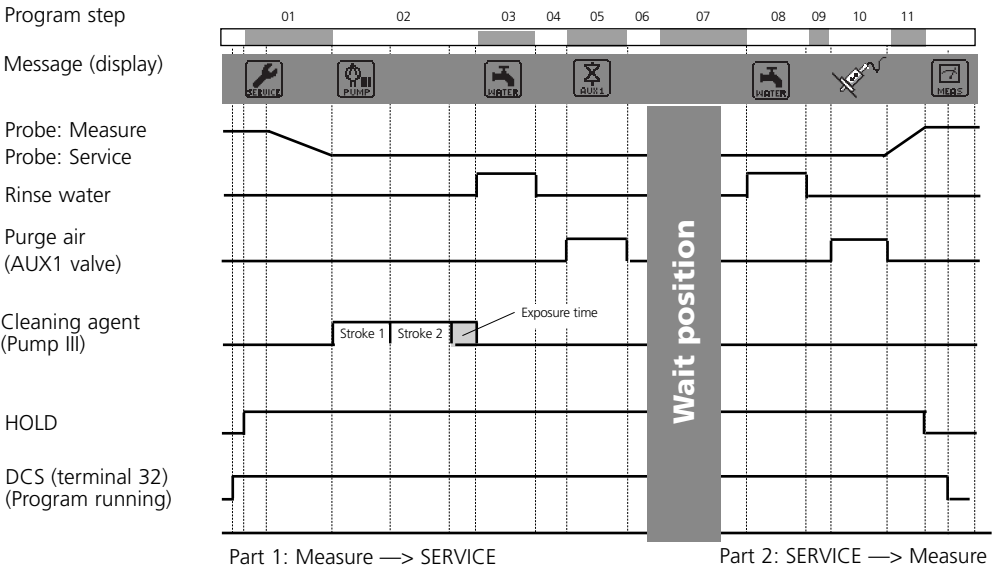 Program step 01 02 03 04 05 06 07 08 09 10 11
Message (display)
SERVICE PUMP WATER AUX1 WATER MEAS
Probe: Measure
Probe: Service
Rinse water
Purge air
(AUX1 valve)
Cleaning agent
(Pump III)
Exposure time
Stroke 1 Stroke 2
Wait position
HOLD
DCS (terminal 32)
(Program running)
Part 1: Measure —> SERVICE
Part 2: SERVICE —> Measure